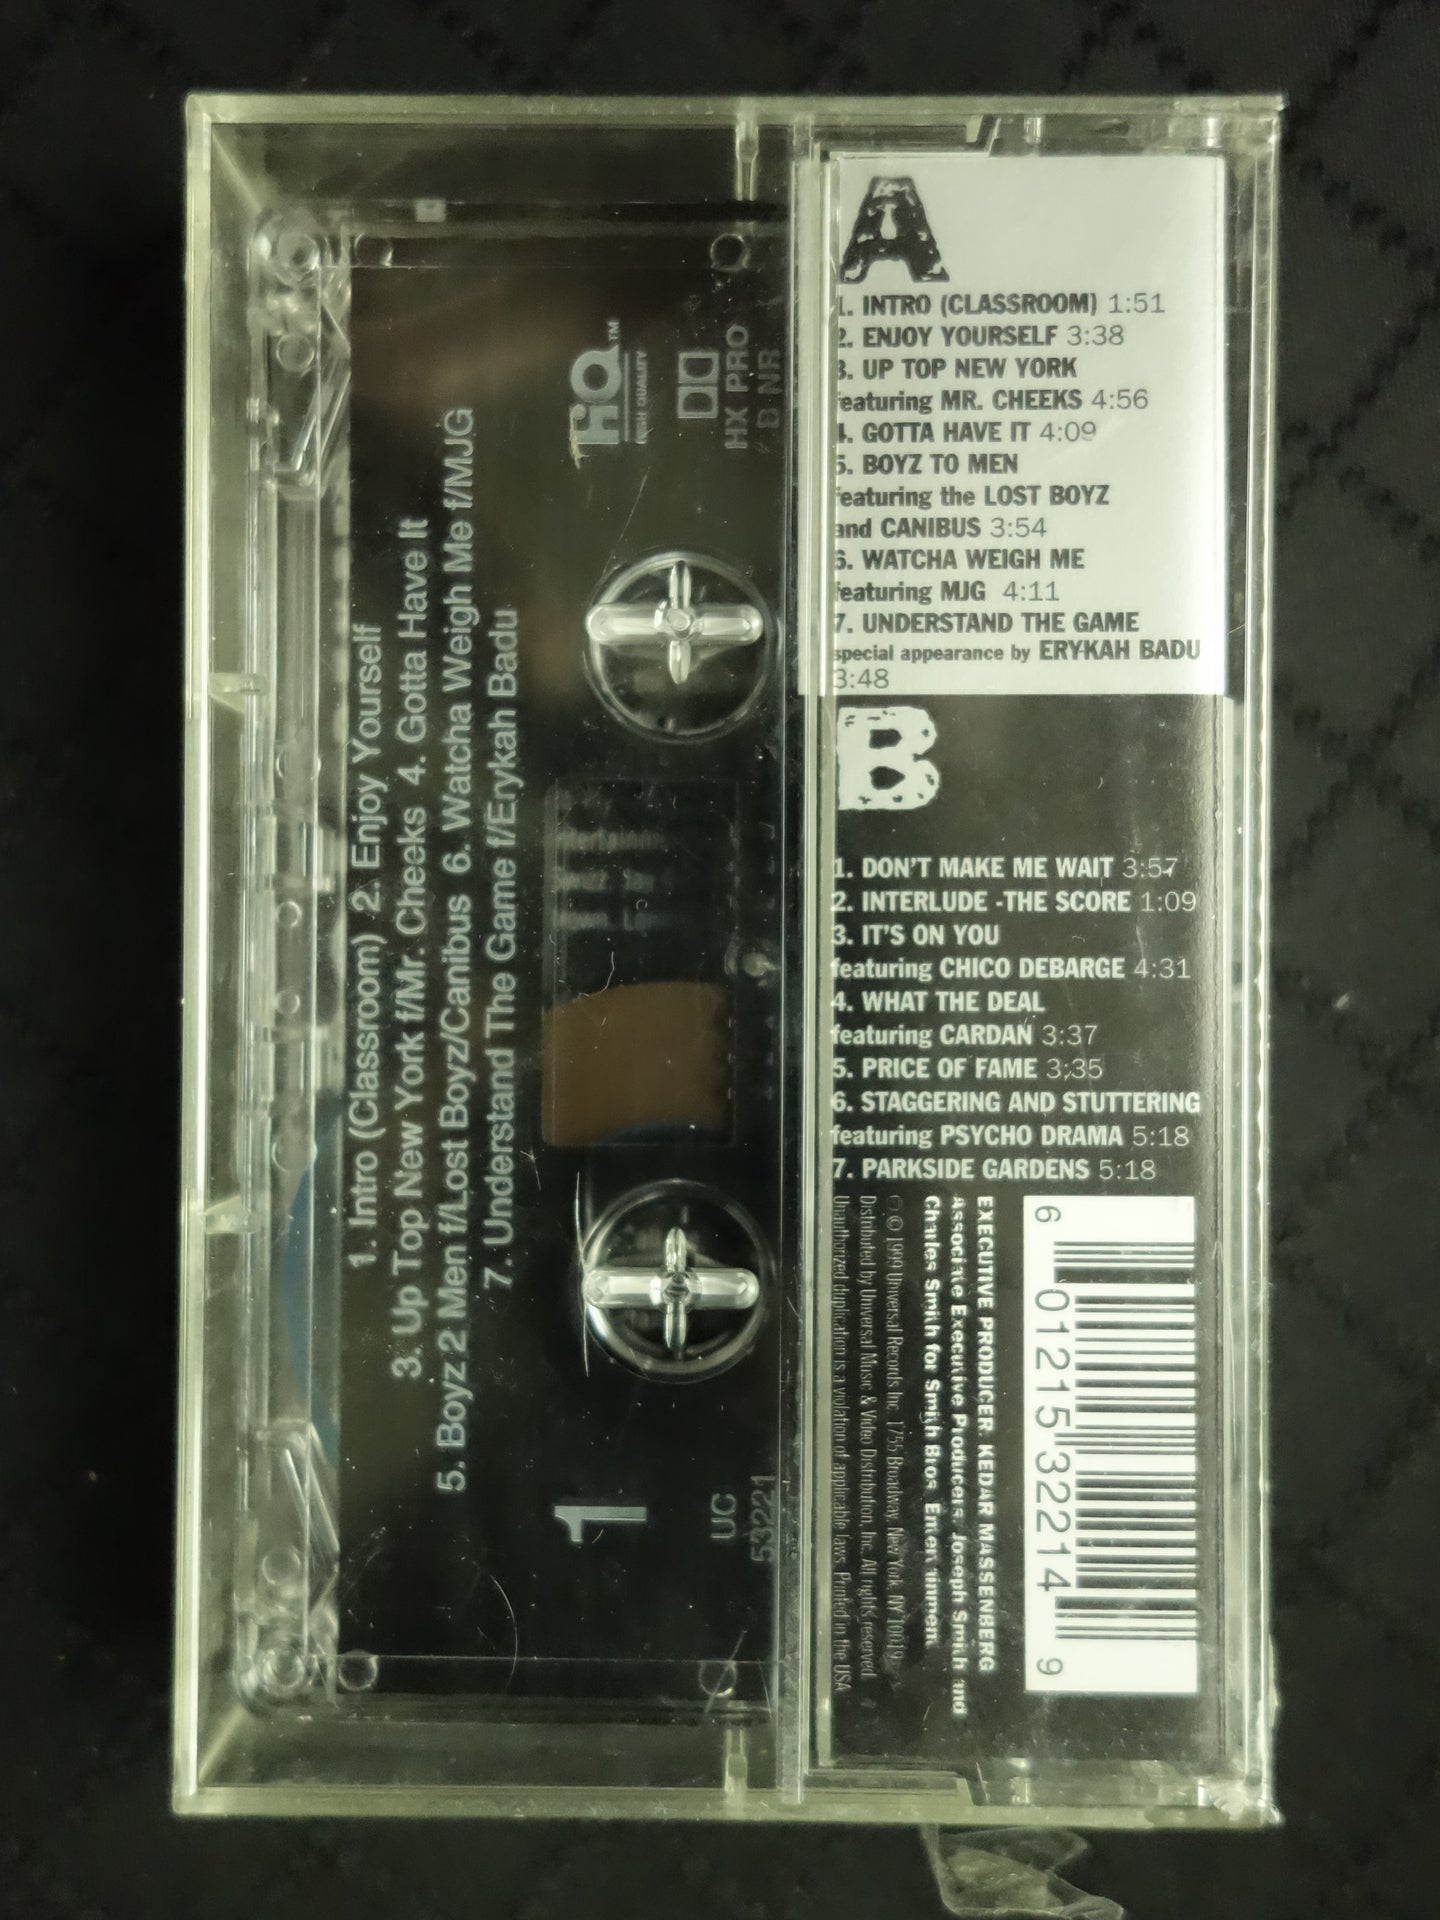 A
1. INTRO (CLASSROOM) 1:51
2. ENJOY YOURSELF 3:38
3. UP TOP NEW YORK
featuring MR. CHEEKS 4:56
4. GOTTA HAVE IT 4:09
5. BOYZ TO MEN
featuring the LOST BOYZ
and CANIBUS 3:54
6. WATCHA WEIGH ME
featuring MJG 4:11
7. UNDERSTAND THE GAME
special appearance by ERYKAH BADU
3:48
B
1. DON'T MAKE ME WAIT 3:57
2. INTERLUDE -THE SCORE 1:09
3. IT'S ON YOU
featuring CHICO DEBARGE 4:31
4. WHAT THE DEAL
featuring CARDAN 3:37
5. PRICE OF FAME 3:35
6. STAGGERING AND STUTTERING
featuring PSYCHO DRAMA 5:18
7. PARKSIDE GARDENS 5:18
EXECUTIVE PRODUCER: KEDAR MASSENBERG
Associate Executive Producers: Joseph Smith and
Charles Smith for Smith Bros. Entertainment
℗ © 1999 Universal Records Inc. 1755 Broadway, New York, NY 10019.
Distributed by Universal Music & Video Distribution, Inc. All rights reserved.
Unauthorized duplication is a violation of applicable laws. Printed in the USA.
6 01215 32214 9
1. Intro (Classroom) 2. Enjoy Yourself
3. Up Top New York f/Mr. Cheeks 4. Gotta Have It
5. Boyz 2 Men f/Lost Boyz/Canibus 6. Watcha Weigh Me f/MJG
7. Understand The Game f/Erykah Badu
HiQ™
HIGH QUALITY
HX PRO
B NR
1
UC
53221